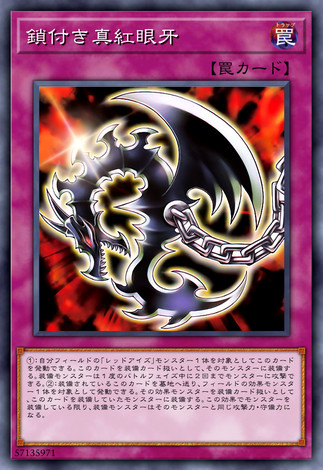 鎖付き真紅眼牙
トラップ
罠
【罠カード】
①：自分フィールドの「レッドアイズ」モンスター１体を対象としてこのカード
を発動できる。このカードを装備カード扱いとして、そのモンスターに装備す
る。装備モンスターは１度のバトルフェイズ中に２回までモンスターに攻撃で
きる。②：装備されているこのカードを墓地へ送り、フィールドの効果モンス
ター１体を対象として発動できる。その効果モンスターを装備カード扱いとして、
このカードを装備していたモンスターに装備する。この効果でモンスターを
装備している限り、装備モンスターはそのモンスターと同じ攻撃力・守備力に
なる。
57135971